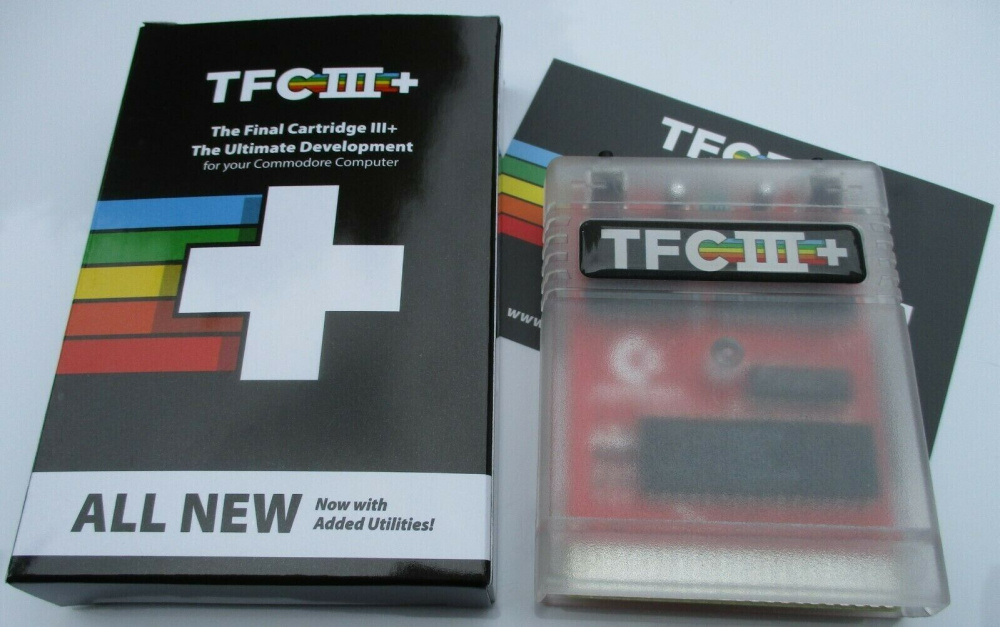 TFCIII+
The Final Cartridge III+
The Ultimate Development
for your Commodore Computer
ALL NEW
Now with
Added Utilities!
TFCIII+
www